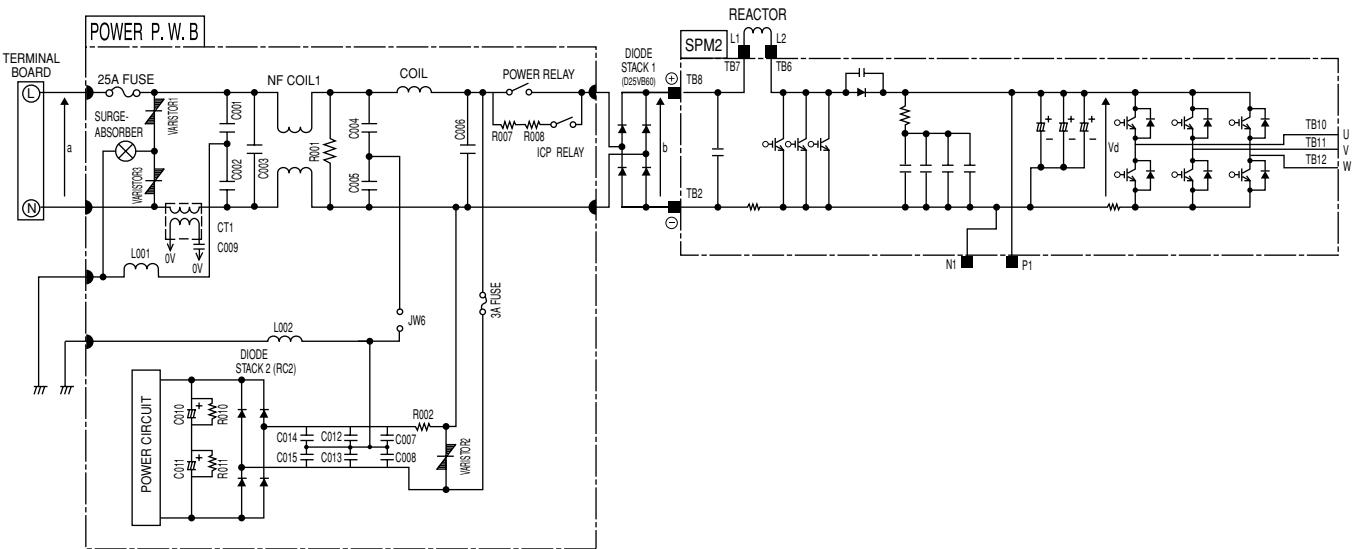 POWER P. W. B
TERMINAL
BOARD
L
N
a
25A FUSE
SURGE-
ABSORBER
VARISTOR1
VARISTOR3
C001
C002
C003
NF COIL1
R001
COIL
C004
C005
C006
POWER RELAY
R007
R008
ICP RELAY
CT1
C009
0V
0V
L001
L002
JW6
3A FUSE
DIODE
STACK 2 (RC2)
POWER CIRCUIT
C010
+
R010
C011
+
R011
C014
C012
C007
C015
C013
C008
R002
VARISTOR2
DIODE
STACK 1
(D25VB60)
+
−
b
TB8
TB2
SPM2
REACTOR
L1
L2
TB7
TB6
N1
P1
+
+
+
−
−
Vd
TB10
U
TB11
V
TB12
W